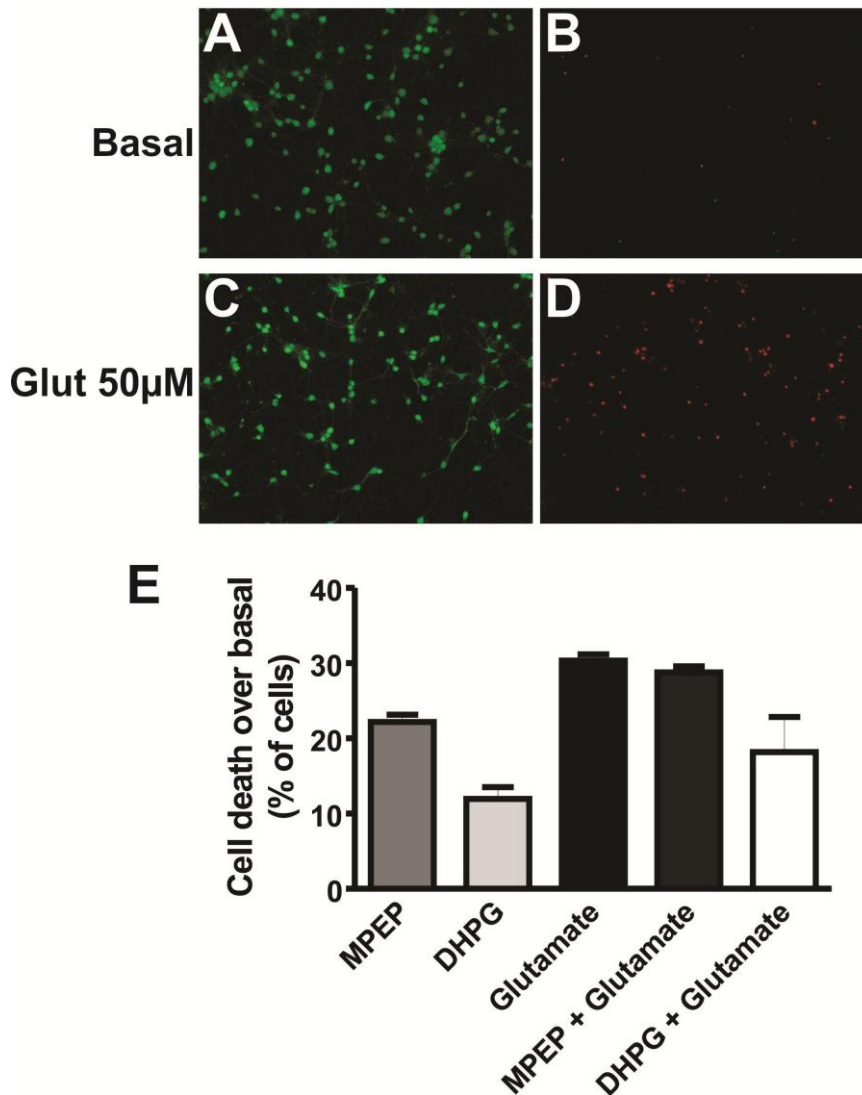 A
B
Basal
C
D
Glut 50µM
E
Cell death over basal
(% of cells)
40
30
20
10
0
MPEP
DHPG
Glutamate
MPEP + Glutamate
DHPG + Glutamate